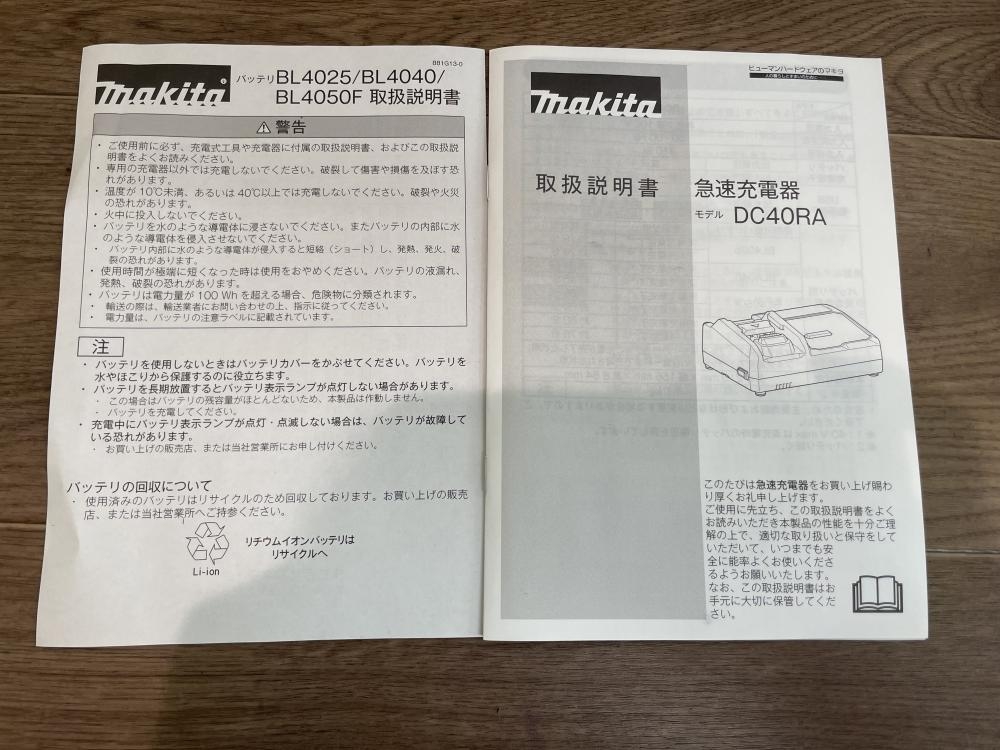 881G13-0
makita
バッテリ BL4025/BL4040/
BL4050F 取扱説明書
警告
・ ご使用前に必ず、充電式工具や充電器に付属の取扱説明書、およびこの取扱説
明書をよくお読みください。
・ 専用の充電器以外では充電しないでください。破裂して傷害や損傷を及ぼす恐
れがあります。
・ 温度が 10℃未満、あるいは 40℃以上では充電しないでください。破裂や火災
の恐れがあります。
・ 火中に投入しないでください。
・ バッテリを水のような導電体に浸さないでください。またバッテリの内部に水
のような導電体を侵入させないでください。
・ バッテリ内部に水のような導電体が侵入すると短絡（ショート）し、発熱、発火、破
裂の恐れがあります。
・ 使用時間が極端に短くなった時は使用をおやめください。バッテリの液漏れ、
発熱、破裂の恐れがあります。
・ バッテリは電力量が 100 Wh を超える場合、危険物に分類されます。
・ 輸送の際は、輸送業者にお問い合わせの上、指示に従ってください。
・ 電力量は、バッテリの注意ラベルに記載されています。
注
・ バッテリを使用しないときはバッテリカバーをかぶせてください。バッテリを
水やほこりから保護するのに役立ちます。
・ バッテリを長期放置するとバッテリ表示ランプが点灯しない場合があります。
・ この場合はバッテリの残容量がほとんどないため、本製品は作動しません。
・ バッテリを充電してください。
・ 充電中にバッテリ表示ランプが点灯・点滅しない場合は、バッテリが故障して
いる恐れがあります。
・ お買い上げの販売店、または当社営業所にお申し付けください。
バッテリの回収について
・ 使用済みのバッテリはリサイクルのため回収しております。お買い上げの販売
店、または当社営業所へご持参ください。
リチウムイオンバッテリは
リサイクルへ
Li-ion
ヒューマンハードウェアのマキタ
人の暮らしとすまいのために
makita
取扱説明書
急速充電器
モデル DC40RA
このたびは急速充電器をお買い上げ賜わ
り厚くお礼申し上げます。
ご使用に先立ち、この取扱説明書をよく
お読みいただき本製品の性能を十分ご理
解の上で、適切な取り扱いと保守をして
いただいて、いつまでも安
全に能率よくお使いくださ
るようお願いいたします。
なお、この取扱説明書はお
手元に大切に保管してくだ
さい。